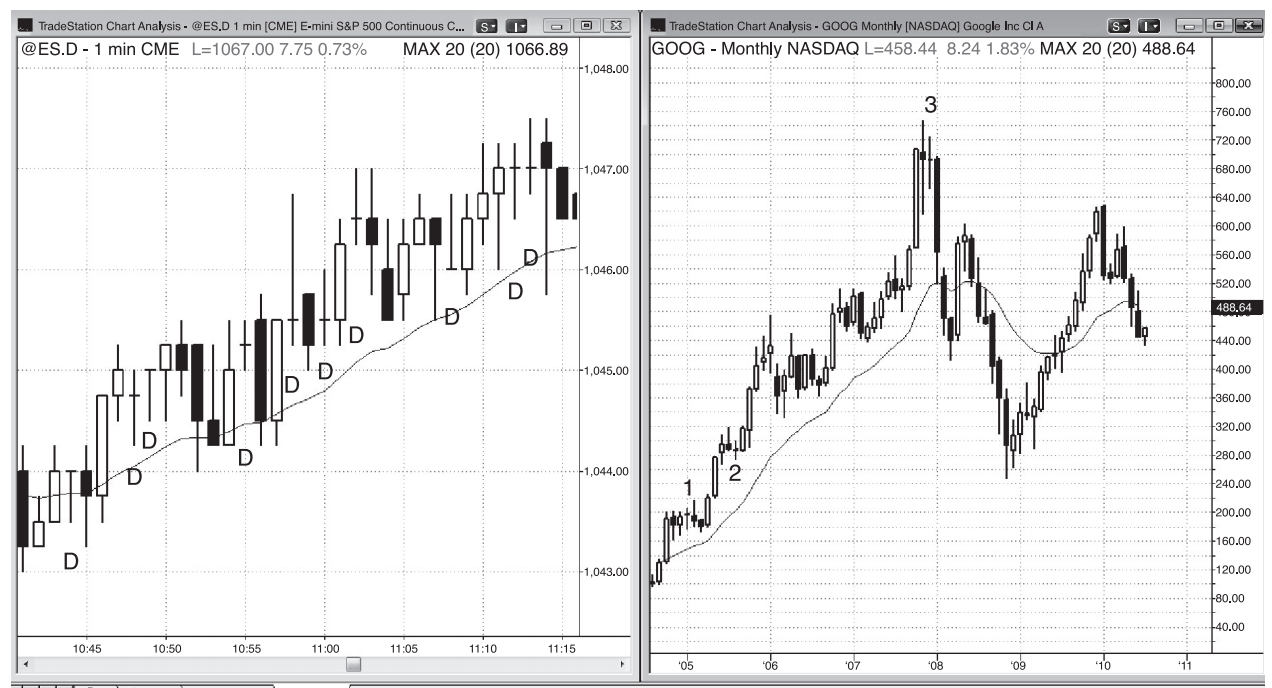 TradeStation Chart Analysis - @ES.D 1 min [CME] E-mini S&P 500 Continuous C...
S
I
@ES.D - 1 min CME L=1067.00 7.75 0.73% MAX 20 (20) 1066.89
1,048.00
1,047.00
1,046.00
1,045.00
1,044.00
1,043.00
D
D
D
D
D
D
D
D
D
D
10:45 10:50 10:55 11:00 11:05 11:10 11:15
TradeStation Chart Analysis - GOOG Monthly [NASDAQ] Google Inc Cl A
S
I
GOOG - Monthly NASDAQ L=458.44 8.24 1.83% MAX 20 (20) 488.64
3
1
2
800.00
760.00
720.00
680.00
640.00
600.00
560.00
520.00
488.64
440.00
400.00
360.00
320.00
280.00
240.00
200.00
160.00
120.00
80.00
40.00
'05 '06 '07 '08 '09 '10 '11